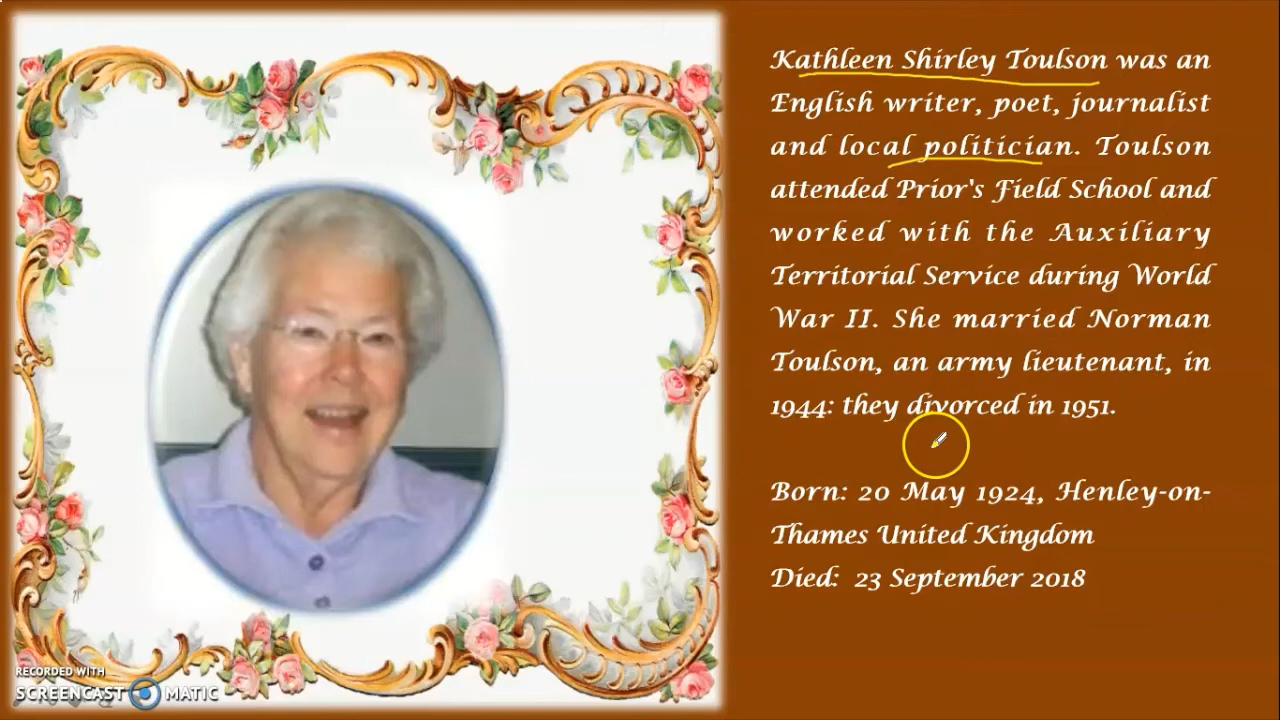 Kathleen Shirley Toulson was an
English writer, poet, journalist
and local politician. Toulson
attended Prior's Field School and
worked with the Auxiliary
Territorial Service during World
War II. She married Norman
Toulson, an army lieutenant, in
1944: they divorced in 1951.
Born: 20 May 1924, Henley-on-
Thames United Kingdom
Died: 23 September 2018
RECORDED WITH
SCREENCAST MATIC